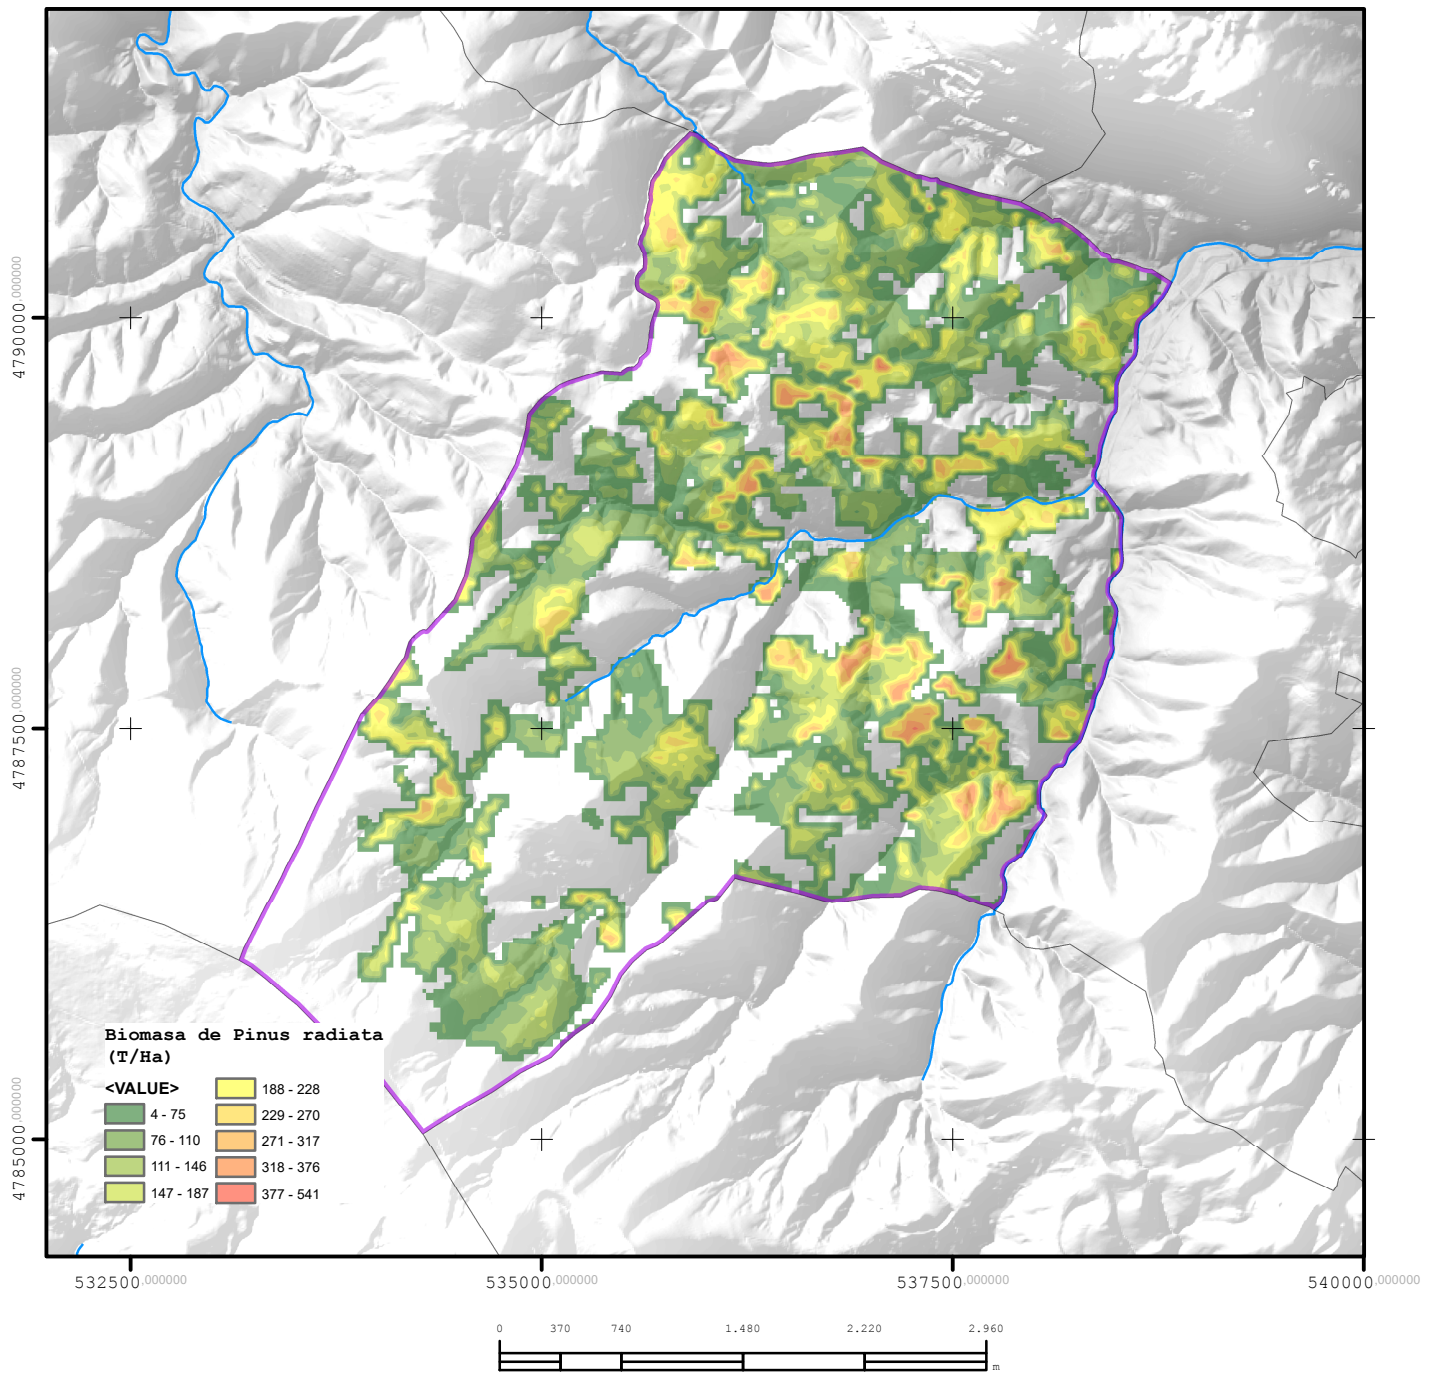 4790000,000000
4787500,000000
4785000,000000
Biomasa de Pinus radiata
(T/Ha)
<VALUE>
4 - 75
76 - 110
111 - 146
147 - 187
188 - 228
229 - 270
271 - 317
318 - 376
377 - 541
532500,000000 535000,000000 537500,000000 540000,000000
0 370 740 1.480 2.220 2.960
m